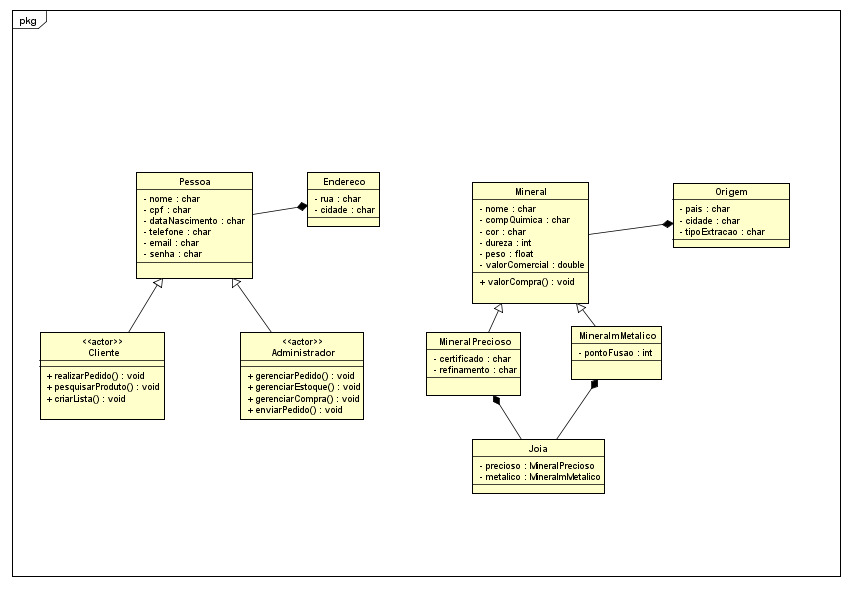 pkg
Pessoa
- nome : char
- cpf : char
- dataNascimento : char
- telefone : char
- email : char
- senha : char
Endereco
- rua : char
- cidade : char
Mineral
- nome : char
- compQuimica : char
- cor : char
- dureza : int
- peso : float
- valorComercial : double
+ valorCompra() : void
Origem
- pais : char
- cidade : char
- tipoExtracao : char
<<actor>>
Cliente
+ realizarPedido() : void
+ pesquisarProduto() : void
+ criarLista() : void
<<actor>>
Administrador
+ gerenciarPedido() : void
+ gerenciarEstoque() : void
+ gerenciarCompra() : void
+ enviarPedido() : void
MineralPrecioso
- certificado : char
- refinamento : char
MineralmMetalico
- pontoFusao : int
Joia
- precioso : MineralPrecioso
- metalico : MineralmMetalico